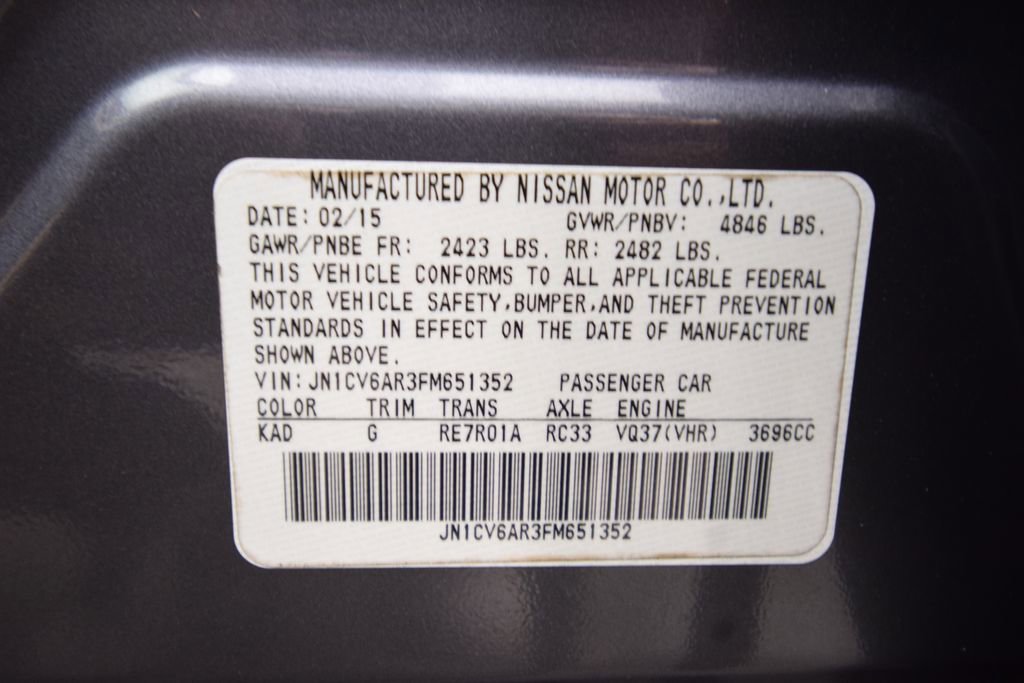 MANUFACTURED BY NISSAN MOTOR CO.,LTD.
DATE: 02/15 GVWR/PNBV: 4846 LBS.
GAWR/PNBE FR: 2423 LBS. RR: 2482 LBS.
THIS VEHICLE CONFORMS TO ALL APPLICABLE FEDERAL
MOTOR VEHICLE SAFETY,BUMPER,AND THEFT PREVENTION
STANDARDS IN EFFECT ON THE DATE OF MANUFACTURE
SHOWN ABOVE.
VIN: JN1CV6AR3FM651352 PASSENGER CAR
COLOR TRIM TRANS AXLE ENGINE
KAD G RE7R01A RC33 VQ37(VHR) 3696CC
JN1CV6AR3FM651352